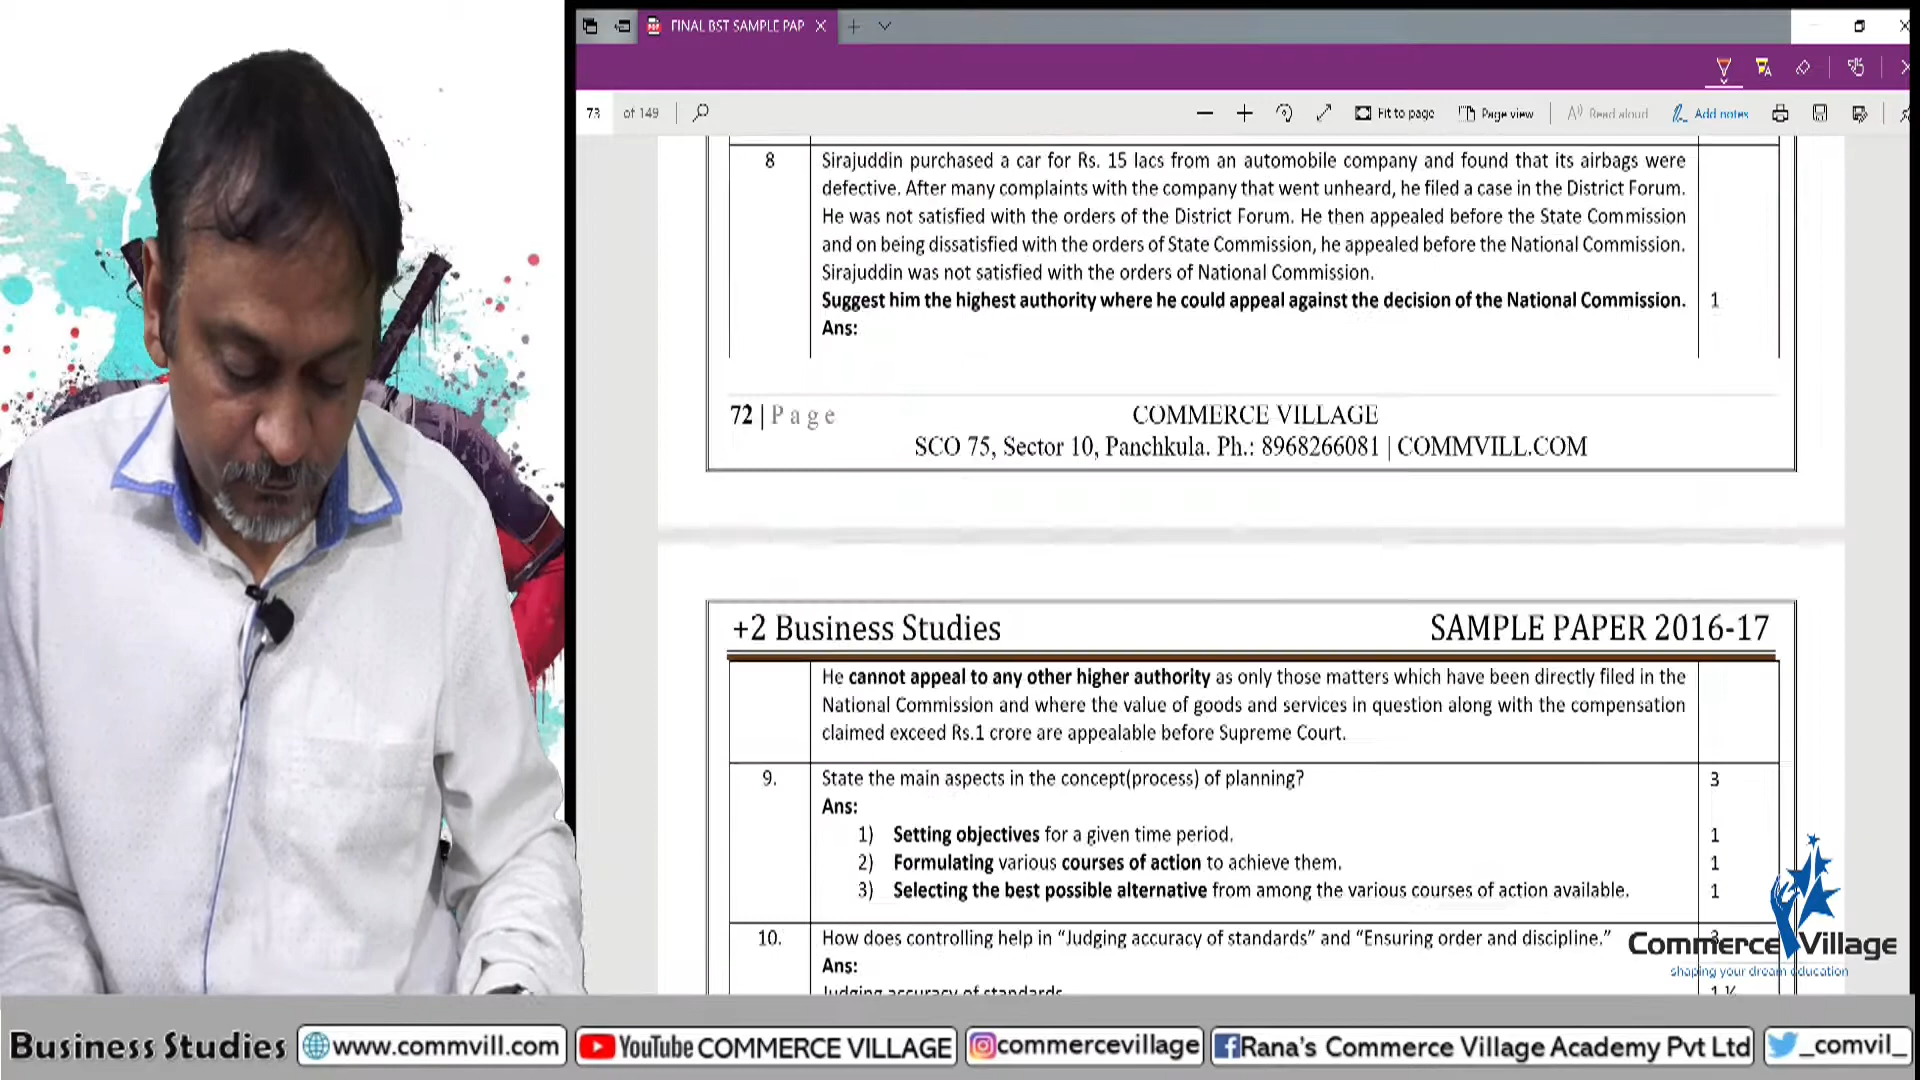 FINAL BST SAMPLE PAP
73 of 149
Fit to page
Page view
Read aloud
Add notes
8
Sirajuddin purchased a car for Rs. 15 lacs from an automobile company and found that its airbags were
defective. After many complaints with the company that went unheard, he filed a case in the District Forum.
He was not satisfied with the orders of the District Forum. He then appealed before the State Commission
and on being dissatisfied with the orders of State Commission, he appealed before the National Commission.
Sirajuddin was not satisfied with the orders of National Commission.
Suggest him the highest authority where he could appeal against the decision of the National Commission. 1
Ans:
72 | P a g e COMMERCE VILLAGE
SCO 75, Sector 10, Panchkula. Ph.: 8968266081 | COMMVILL.COM
+2 Business Studies SAMPLE PAPER 2016-17
He cannot appeal to any other higher authority as only those matters which have been directly filed in the
National Commission and where the value of goods and services in question along with the compensation
claimed exceed Rs.1 crore are appealable before Supreme Court.
9. State the main aspects in the concept(process) of planning? 3
Ans:
1) Setting objectives for a given time period. 1
2) Formulating various courses of action to achieve them. 1
3) Selecting the best possible alternative from among the various courses of action available. 1
10. How does controlling help in “Judging accuracy of standards” and “Ensuring order and discipline.” 3
Ans:
Judging accuracy of standards 1 ½
Commerce Village
shaping your dream education
Business Studies www.commvill.com YouTube COMMERCE VILLAGE commercevillage Rana's Commerce Village Academy Pvt Ltd _comvil_